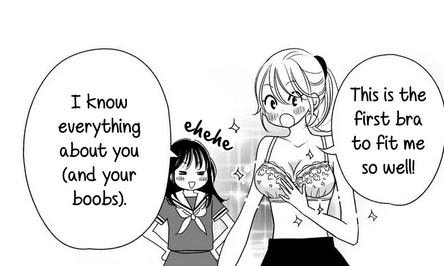 This is the
first bra
to fit me
so well!
ehehe
I know
everything
about you
(and your
boobs).